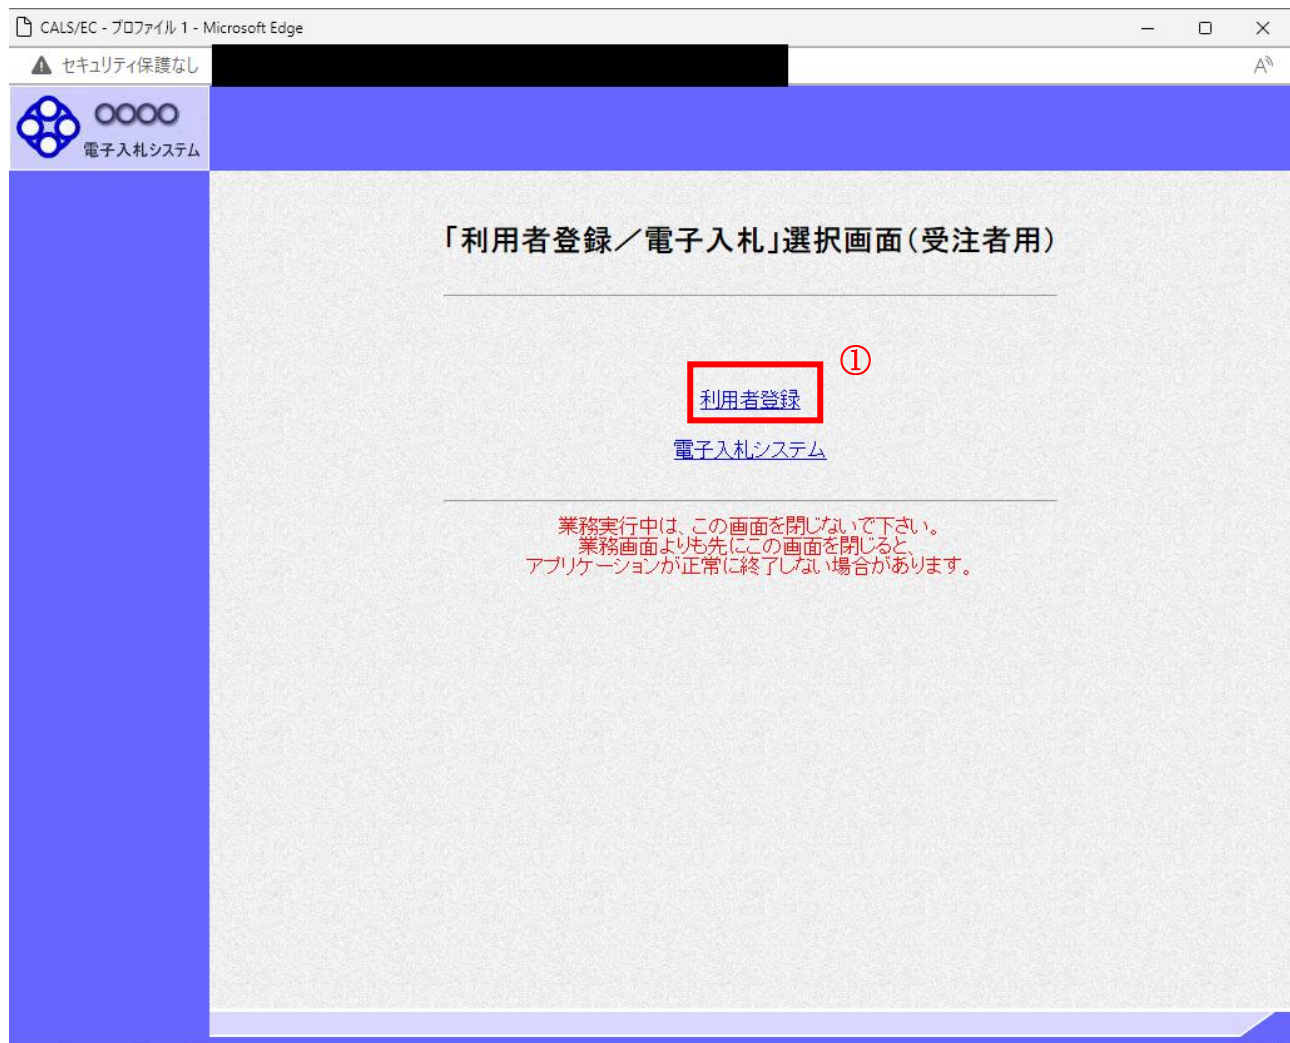 CALS/EC - プロファイル 1 - Microsoft Edge
セキュリティ保護なし
○○○○
電子入札システム
「利用者登録／電子入札」選択画面（受注者用）
①
利用者登録
電子入札システム
業務実行中は、この画面を閉じないで下さい。
業務画面よりも先にこの画面を閉じると、
アプリケーションが正常に終了しない場合があります。